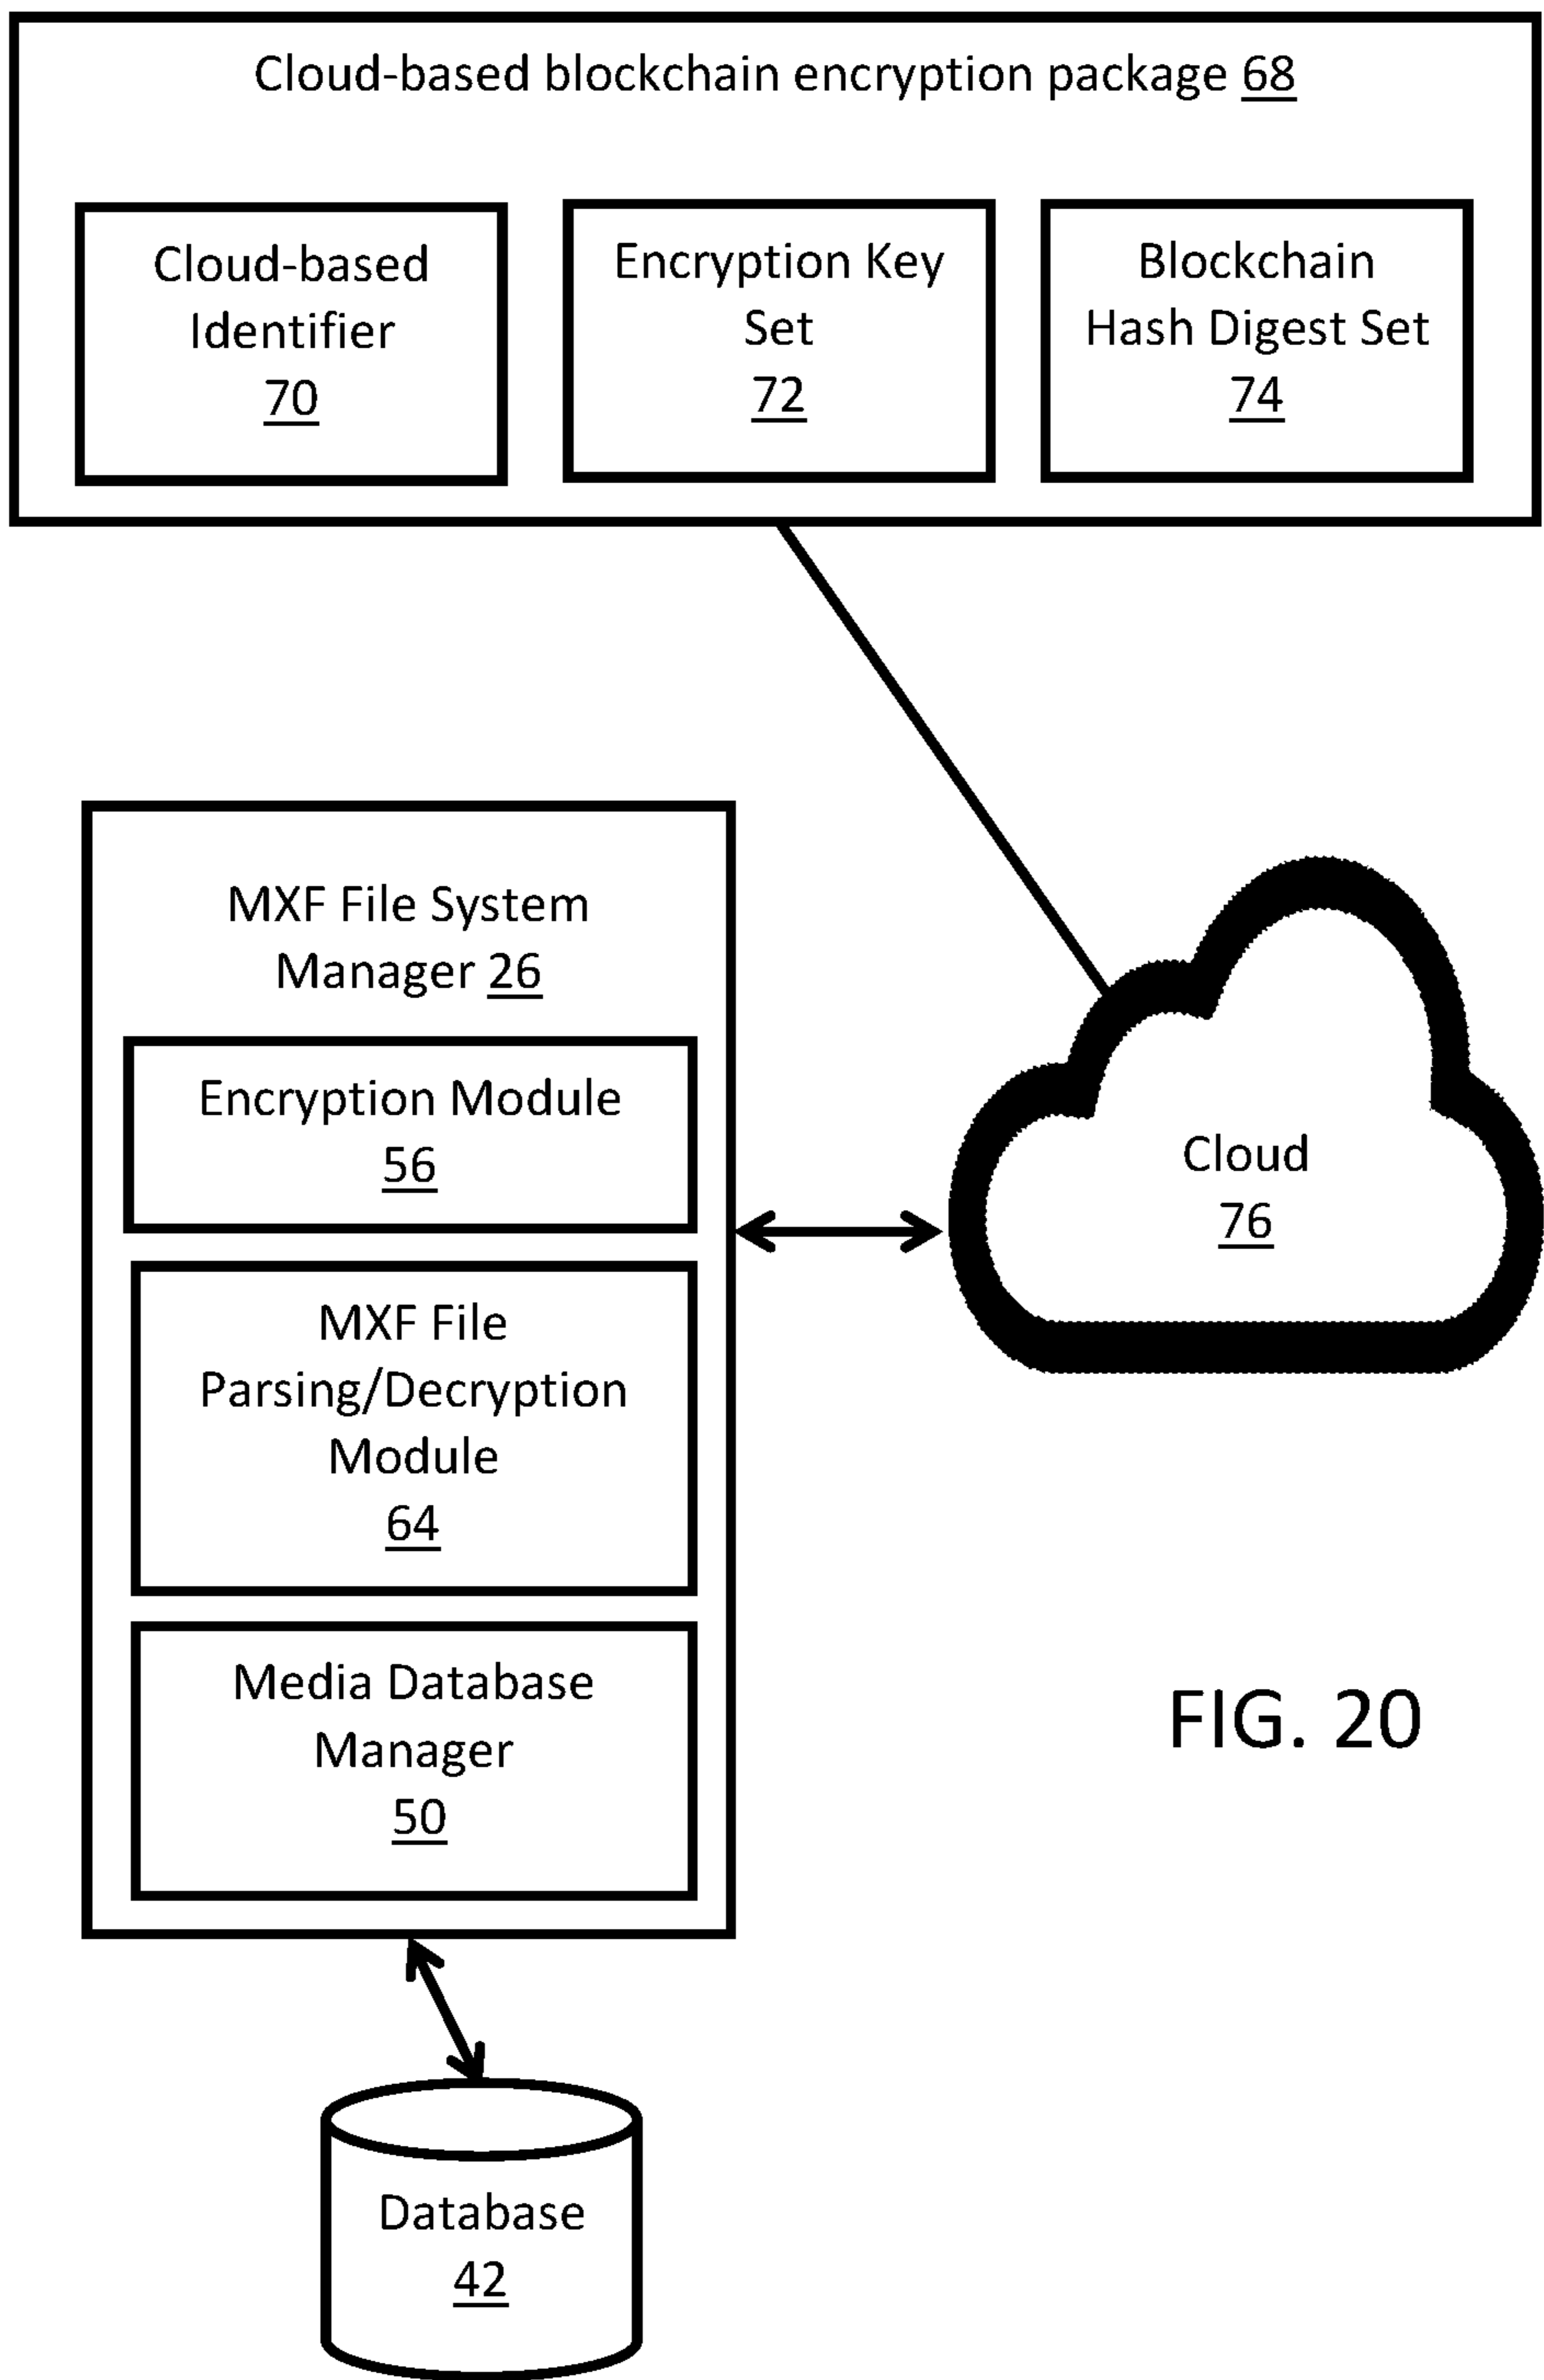 Cloud-based blockchain encryption package 68
Cloud-based
Identifier
70
Encryption Key
Set
72
Blockchain
Hash Digest Set
74
MXF File System
Manager 26
Encryption Module
56
MXF File
Parsing/Decryption
Module
64
Media Database
Manager
50
Cloud
76
FIG. 20
Database
42